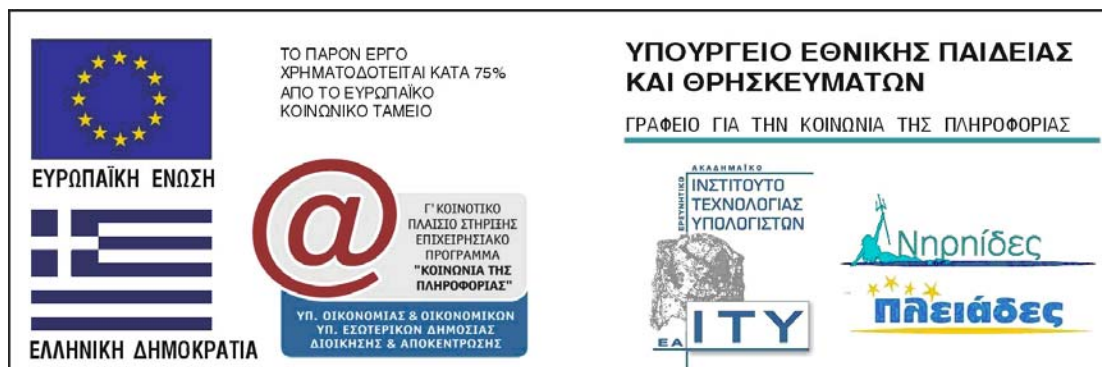 ΤΟ ΠΑΡΟΝ ΕΡΓΟ
ΧΡΗΜΑΤΟΔΟΤΕΙΤΑΙ ΚΑΤΑ 75%
ΑΠΟ ΤΟ ΕΥΡΩΠΑΪΚΟ
ΚΟΙΝΩΝΙΚΟ ΤΑΜΕΙΟ
ΕΥΡΩΠΑΪΚΗ ΕΝΩΣΗ
ΕΛΛΗΝΙΚΗ ΔΗΜΟΚΡΑΤΙΑ
@
Γ' ΚΟΙΝΟΤΙΚΟ
ΠΛΑΙΣΙΟ ΣΤΗΡΙΞΗΣ
ΕΠΙΧΕΙΡΗΣΙΑΚΟ
ΠΡΟΓΡΑΜΜΑ
"ΚΟΙΝΩΝΙΑ ΤΗΣ
ΠΛΗΡΟΦΟΡΙΑΣ"
ΥΠ. ΟΙΚΟΝΟΜΙΑΣ & ΟΙΚΟΝΟΜΙΚΩΝ
ΥΠ. ΕΣΩΤΕΡΙΚΩΝ ΔΗΜΟΣΙΑΣ
ΔΙΟΙΚΗΣΗΣ & ΑΠΟΚΕΝΤΡΩΣΗΣ
ΥΠΟΥΡΓΕΙΟ ΕΘΝΙΚΗΣ ΠΑΙΔΕΙΑΣ
ΚΑΙ ΘΡΗΣΚΕΥΜΑΤΩΝ
ΓΡΑΦΕΙΟ ΓΙΑ ΤΗΝ ΚΟΙΝΩΝΙΑ ΤΗΣ ΠΛΗΡΟΦΟΡΙΑΣ
ΑΚΑΔΗΜΑΪΚΟ
ΕΡΕΥΝΗΤΙΚΟ
ΙΝΣΤΙΤΟΥΤΟ
ΤΕΧΝΟΛΟΓΙΑΣ
ΥΠΟΛΟΓΙΣΤΩΝ
ΕΑ ΙΤΥ
Νηρηίδες
Πλειάδες